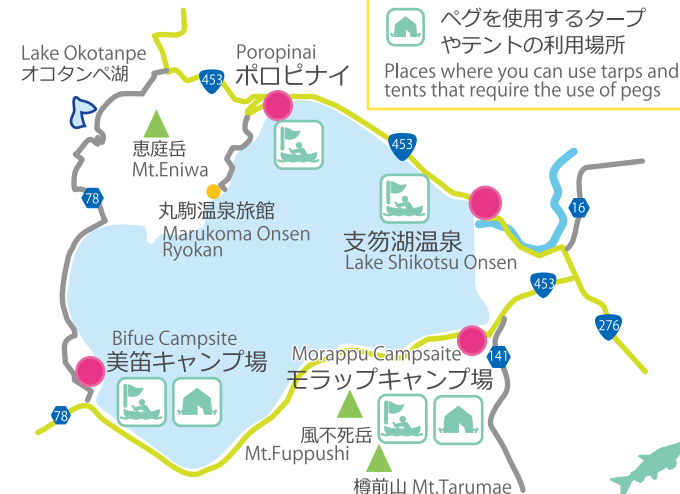 ペグを使用するタープ
やテントの利用場所
Places where you can use tarps and
tents that require the use of pegs
Lake Okotanpe
オコタンペ湖
453
Poropinai
ポロピナイ
恵庭岳
Mt.Eniwa
453
78
丸駒温泉旅館
Marukoma Onsen
Ryokan
16
支笏湖温泉
Lake Shikotsu Onsen
453
276
Bifue Campsite
美笛キャンプ場
Morappu Campsaite
モラップキャンプ場
141
78
風不死岳
Mt.Fuppushi
樽前山 Mt.Tarumae